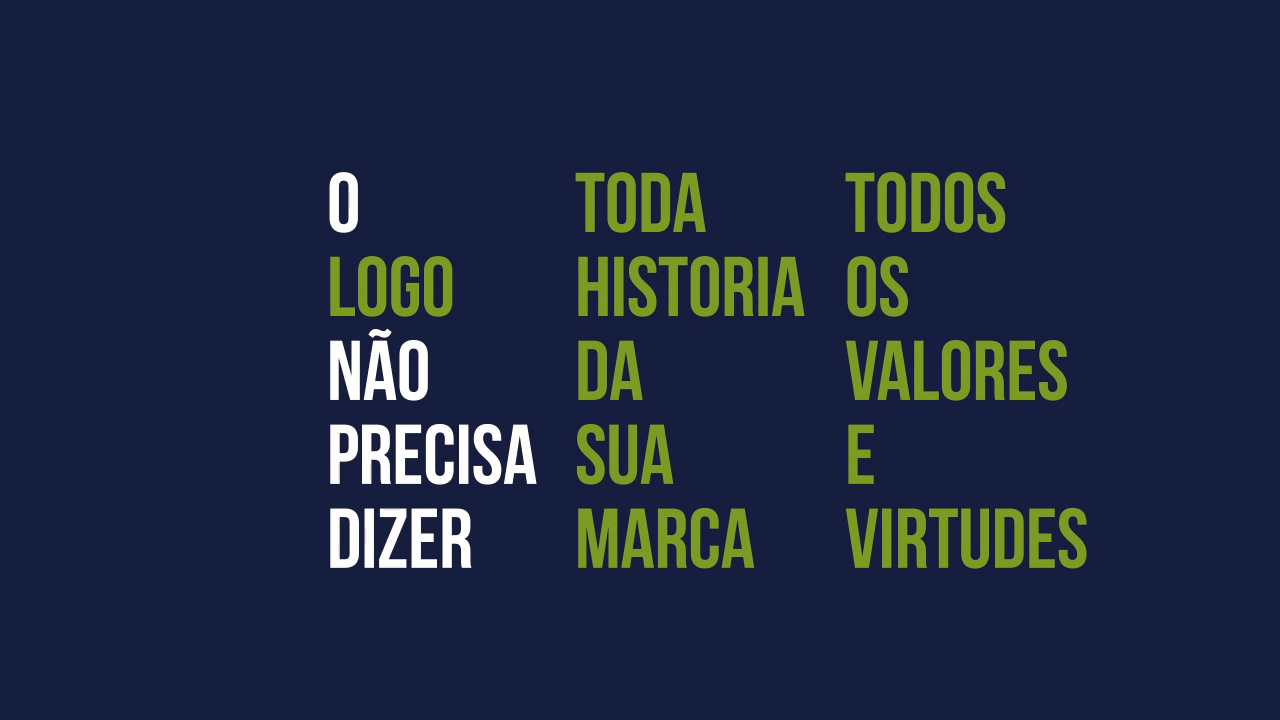 O
LOGO
NÃO
PRECISA
DIZER
TODA
HISTORIA
DA
SUA
MARCA
TODOS
OS
VALORES
E
VIRTUDES